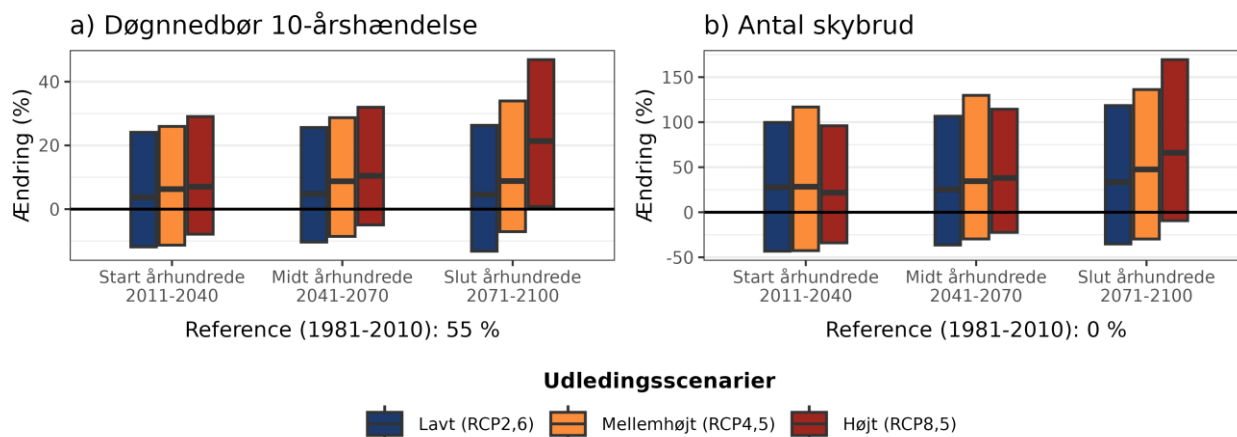 a) Døgnnedbør 10-årshændelse
Ændring (%)
40
20
0
Start århundrede
2011-2040
Midt århundrede
2041-2070
Slut århundrede
2071-2100
Reference (1981-2010): 55 %
b) Antal skybrud
Ændring (%)
150
100
50
0
-50
Start århundrede
2011-2040
Midt århundrede
2041-2070
Slut århundrede
2071-2100
Reference (1981-2010): 0 %
Udledingsscenarier
Lavt (RCP2,6)
Mellemhøjt (RCP4,5)
Højt (RCP8,5)